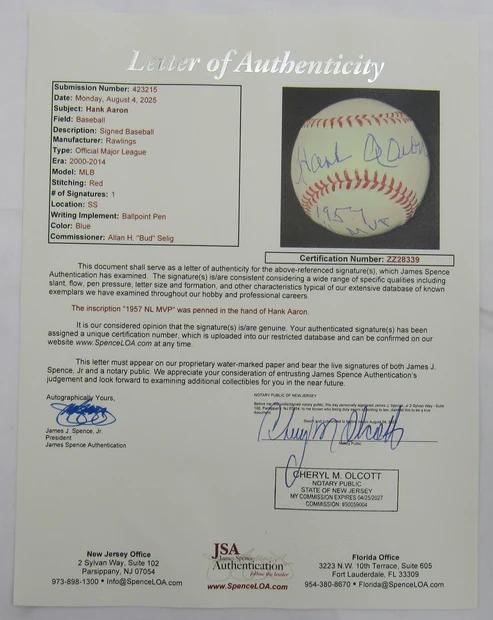 Letter of Authenticity
Submission Number: 423215
Date: Monday, August 4, 2025
Subject: Hank Aaron
Field: Baseball
Description: Signed Baseball
Manufacturer: Rawlings
Type: Official Major League
Era: 2000-2014
Model: MLB
Stitching: Red
# of Signatures: 1
Location: SS
Writing Implement: Ballpoint Pen
Color: Blue
Commissioner: Allan H. "Bud" Selig
Hank Aaron
1957
MVP
Certification Number: ZZ28339
This document shall serve as a letter of authenticity for the above-referenced signature(s), which James Spence
Authentication has examined. The signature(s) is/are consistent considering a wide range of specific qualities including
slant, flow, pen pressure, letter size and formation, and other characteristics typical of our extensive database of known
exemplars we have examined throughout our hobby and professional careers.
The inscription "1957 NL MVP" was penned in the hand of Hank Aaron.
It is our considered opinion that the signature(s) is/are genuine. Your authenticated signature(s) has been
assigned a unique certification number, which is uploaded into our restricted database and can be confirmed on our
website www.SpenceLOA.com at any time.
This letter must appear on our proprietary water-marked paper and bear the live signatures of both James J.
Spence, Jr and a notary public. We appreciate your consideration of entrusting James Spence Authentication's
judgement and look forward to examining additional collectibles for you in the near future.
Autographically Yours,
James J. Spence, Jr.
President
James Spence Authentication
NOTARY PUBLIC OF NEW JERSEY
Cheryl M Olcott
Notary Public
CHERYL M. OLCOTT
NOTARY PUBLIC
STATE OF NEW JERSEY
MY COMMISSION EXPIRES 04/25/2027
COMMISSION: #50059004
New Jersey Office
2 Sylvan Way, Suite 102
Parsippany, NJ 07054
973-898-1300 • Info@SpenceLOA.com
JSA
James Spence
Authentication
follow the leader
www.SpenceLOA.com
Florida Office
3223 N.W. 10th Terrace, Suite 605
Fort Lauderdale, FL 33309
954-380-8670 • Florida@SpenceLOA.com